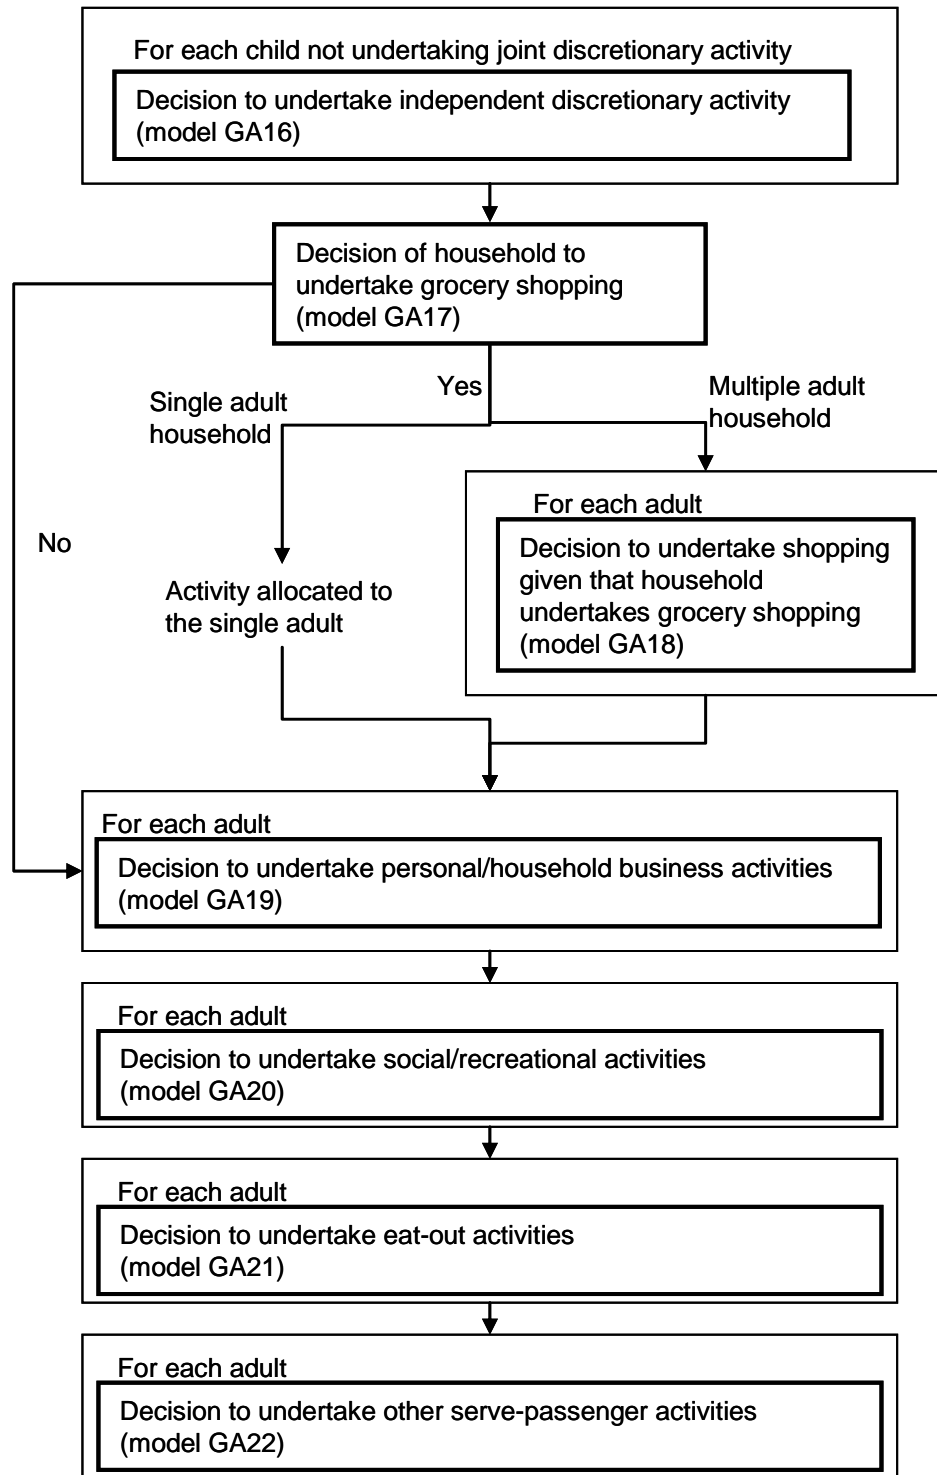 For each child not undertaking joint discretionary activity
Decision to undertake independent discretionary activity
(model GA16)
Decision of household to
undertake grocery shopping
(model GA17)
Single adult
household
Yes
Multiple adult
household
No
For each adult
Decision to undertake shopping
given that household
undertakes grocery shopping
(model GA18)
Activity allocated to
the single adult
For each adult
Decision to undertake personal/household business activities
(model GA19)
For each adult
Decision to undertake social/recreational activities
(model GA20)
For each adult
Decision to undertake eat-out activities
(model GA21)
For each adult
Decision to undertake other serve-passenger activities
(model GA22)